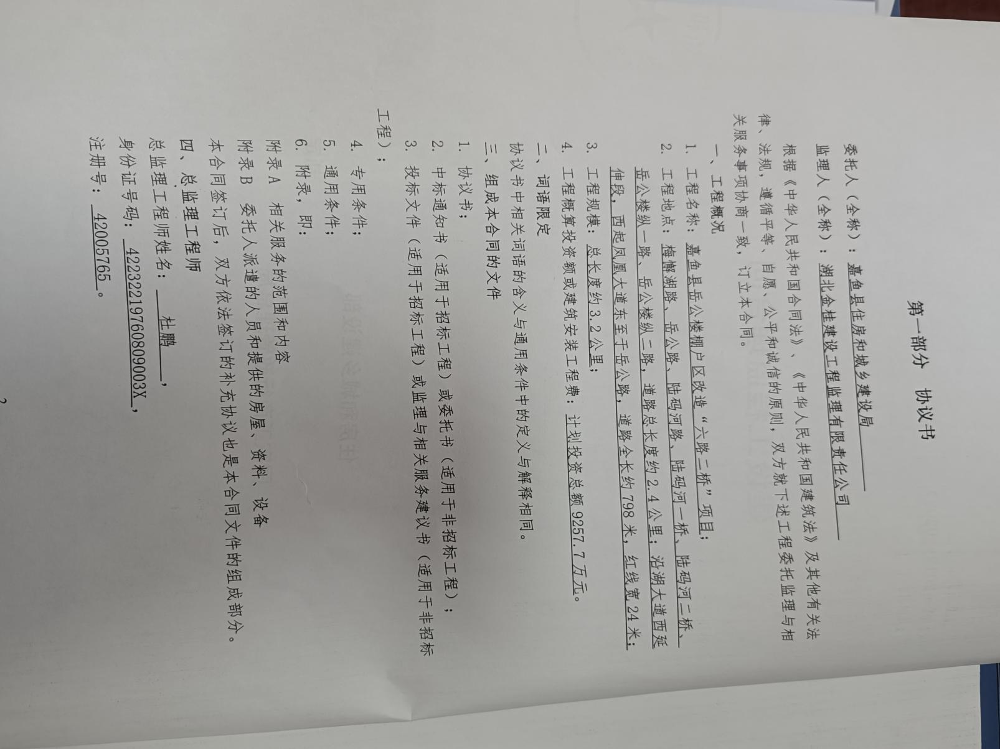 第一部分 协议书
委托人（全称）：嘉鱼县住房和城乡建设局
监理人（全称）：湖北金桂建设工程监理有限责任公司
根据《中华人民共和国合同法》、《中华人民共和国建筑法》及其他有关法
律、法规，遵循平等、自愿、公平和诚信的原则，双方就下述工程委托监理与相
关服务事项协商一致，订立本合同。
一、工程概况
1. 工程名称：嘉鱼县岳公楼棚户区改造“六路二桥”项目；
2. 工程地点：梅懈湖路、岳公路、陆码河路、陆码河一桥、陆码河二桥、
岳公楼纵一路、岳公楼纵二路，道路总长度约2.4公里；沿湖大道西延
伸段，西起凤凰大道东至于岳公路，道路全长约798米，红线宽24米；
3. 工程规模：总长度约3.2公里；
4. 工程概算投资额或建筑安装工程费：计划投资总额9257.7万元。
二、词语限定
协议书中相关词语的含义与通用条件中的定义与解释相同。
三、组成本合同的文件
1. 协议书；
2. 中标通知书（适用于招标工程）或委托书（适用于非招标工程）；
3. 投标文件（适用于招标工程）或监理与相关服务建议书（适用于非招标
工程）；
4. 专用条件；
5. 通用条件；
6. 附录，即：
附录A 相关服务的范围和内容
附录B 委托人派遣的人员和提供的房屋、资料、设备
本合同签订后，双方依法签订的补充协议也是本合同文件的组成部分。
四、总监理工程师
总监理工程师姓名：杜鹏，
身份证号码：42232219760809003X，
注册号：42005765。